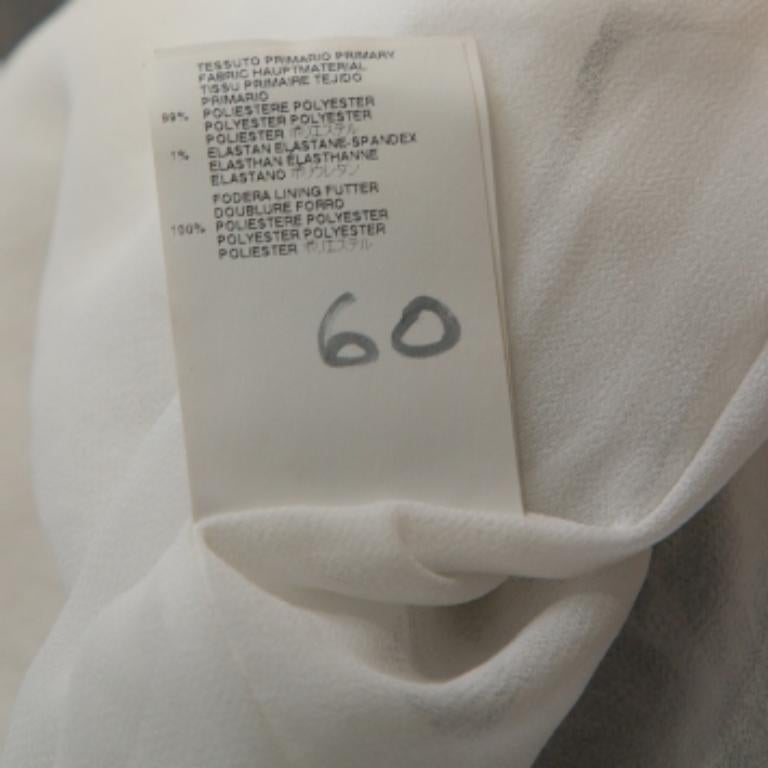 TESSUTO PRIMARIO PRIMARY
FABRIC HAUPTMATERIAL
TISSU PRIMAIRE TEJIDO
PRIMARIO
99% POLIESTERE POLYESTER
POLYESTER POLYESTER
POLIESTER ポリエステル
1% ELASTAN ELASTANE-SPANDEX
ELASTHAN ELASTHANNE
ELASTANO ポリウレタン
FODERA LINING FUTTER
DOUBLURE FORRO
100% POLIESTERE POLYESTER
POLYESTER POLYESTER
POLIESTER ポリエステル
60